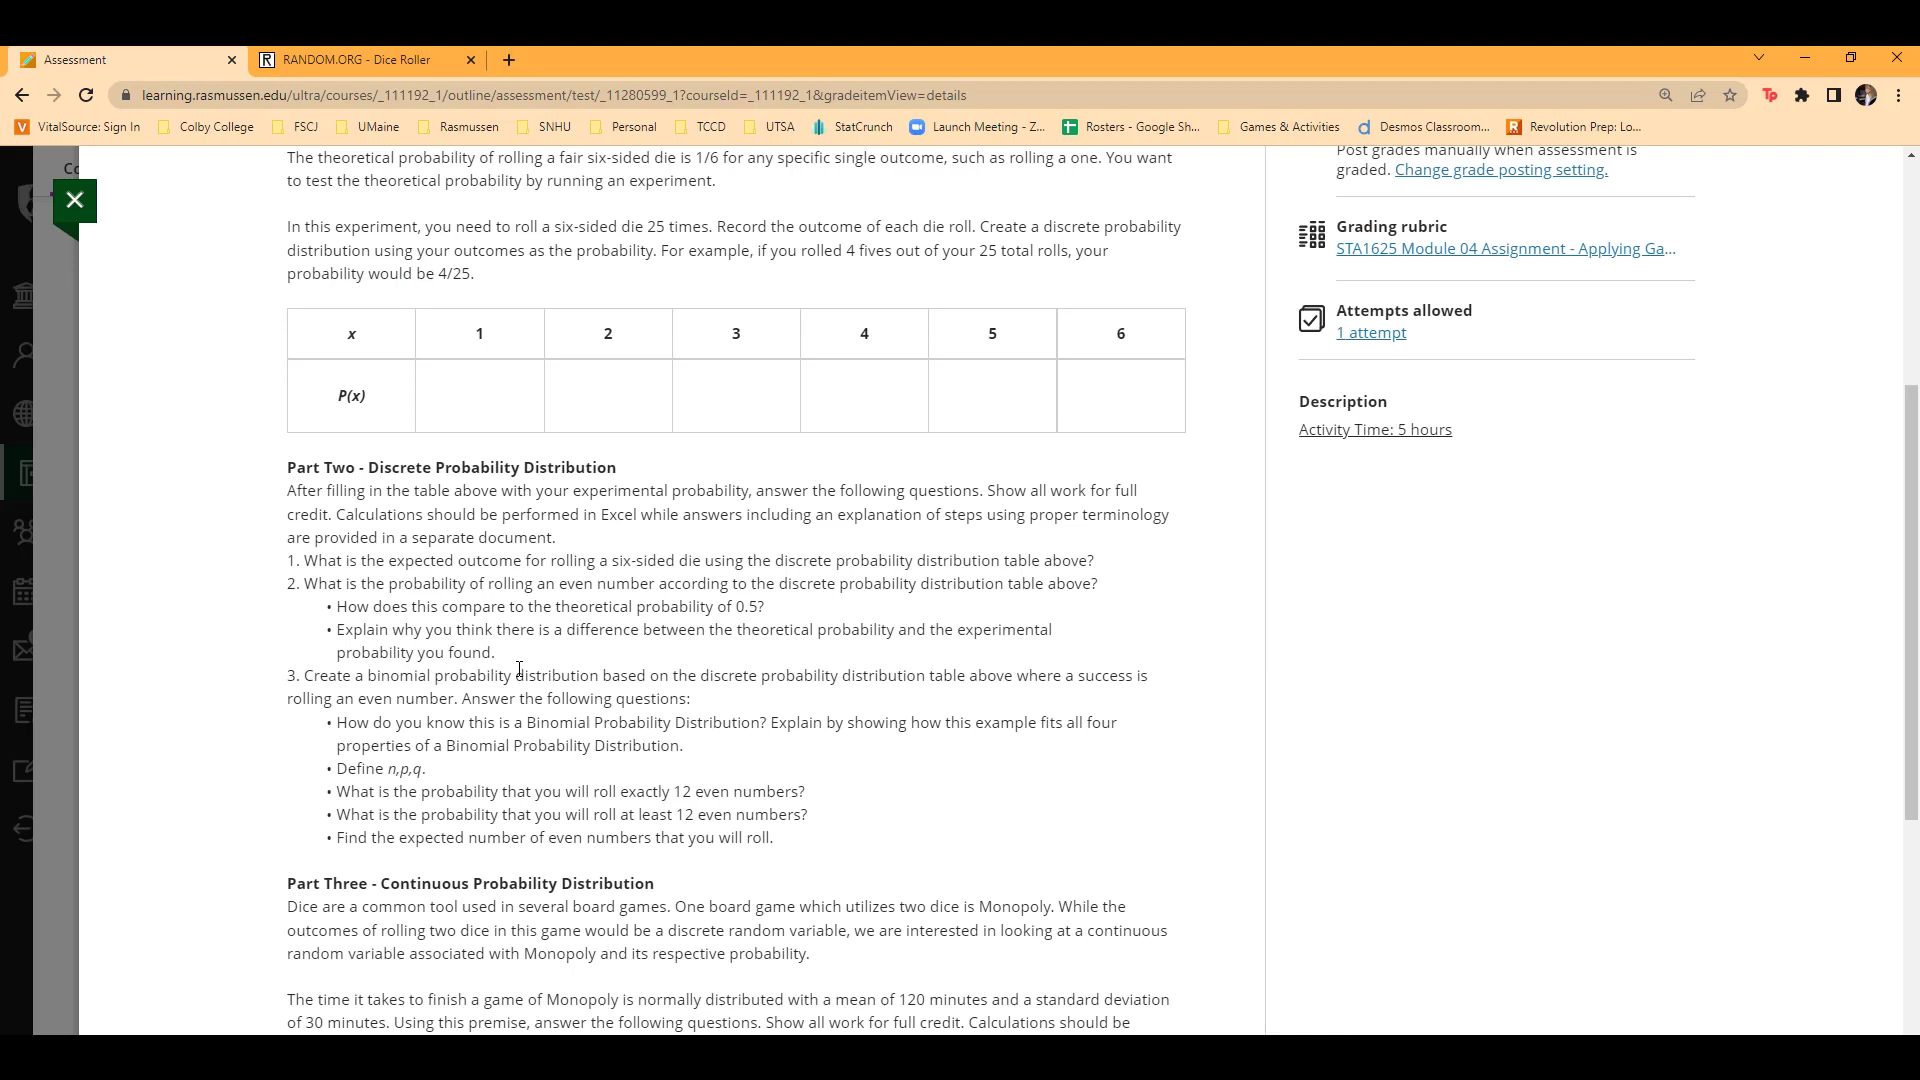 Assessment
RANDOM.ORG - Dice Roller
learning.rasmussen.edu/ultra/courses/_111192_1/outline/assessment/test/_11280599_1?courseId=_111192_1&gradeitemView=details
Tp
VitalSource: Sign In
Colby College
FSCJ
UMaine
Rasmussen
SNHU
Personal
TCCD
UTSA
StatCrunch
Launch Meeting - Z...
Rosters - Google Sh...
Games & Activities
Desmos Classroom...
Revolution Prep: Lo...
Co
The theoretical probability of rolling a fair six-sided die is 1/6 for any specific single outcome, such as rolling a one. You want
to test the theoretical probability by running an experiment.
In this experiment, you need to roll a six-sided die 25 times. Record the outcome of each die roll. Create a discrete probability
distribution using your outcomes as the probability. For example, if you rolled 4 fives out of your 25 total rolls, your
probability would be 4/25.
x 1 2 3 4 5 6
P(x)
Part Two - Discrete Probability Distribution
After filling in the table above with your experimental probability, answer the following questions. Show all work for full
credit. Calculations should be performed in Excel while answers including an explanation of steps using proper terminology
are provided in a separate document.
1. What is the expected outcome for rolling a six-sided die using the discrete probability distribution table above?
2. What is the probability of rolling an even number according to the discrete probability distribution table above?
• How does this compare to the theoretical probability of 0.5?
• Explain why you think there is a difference between the theoretical probability and the experimental
probability you found.
3. Create a binomial probability distribution based on the discrete probability distribution table above where a success is
rolling an even number. Answer the following questions:
• How do you know this is a Binomial Probability Distribution? Explain by showing how this example fits all four
properties of a Binomial Probability Distribution.
• Define n,p,q.
• What is the probability that you will roll exactly 12 even numbers?
• What is the probability that you will roll at least 12 even numbers?
• Find the expected number of even numbers that you will roll.
Part Three - Continuous Probability Distribution
Dice are a common tool used in several board games. One board game which utilizes two dice is Monopoly. While the
outcomes of rolling two dice in this game would be a discrete random variable, we are interested in looking at a continuous
random variable associated with Monopoly and its respective probability.
The time it takes to finish a game of Monopoly is normally distributed with a mean of 120 minutes and a standard deviation
of 30 minutes. Using this premise, answer the following questions. Show all work for full credit. Calculations should be
Post grades manually when assessment is
graded. Change grade posting setting.
Grading rubric
STA1625 Module 04 Assignment - Applying Ga...
Attempts allowed
1 attempt
Description
Activity Time: 5 hours